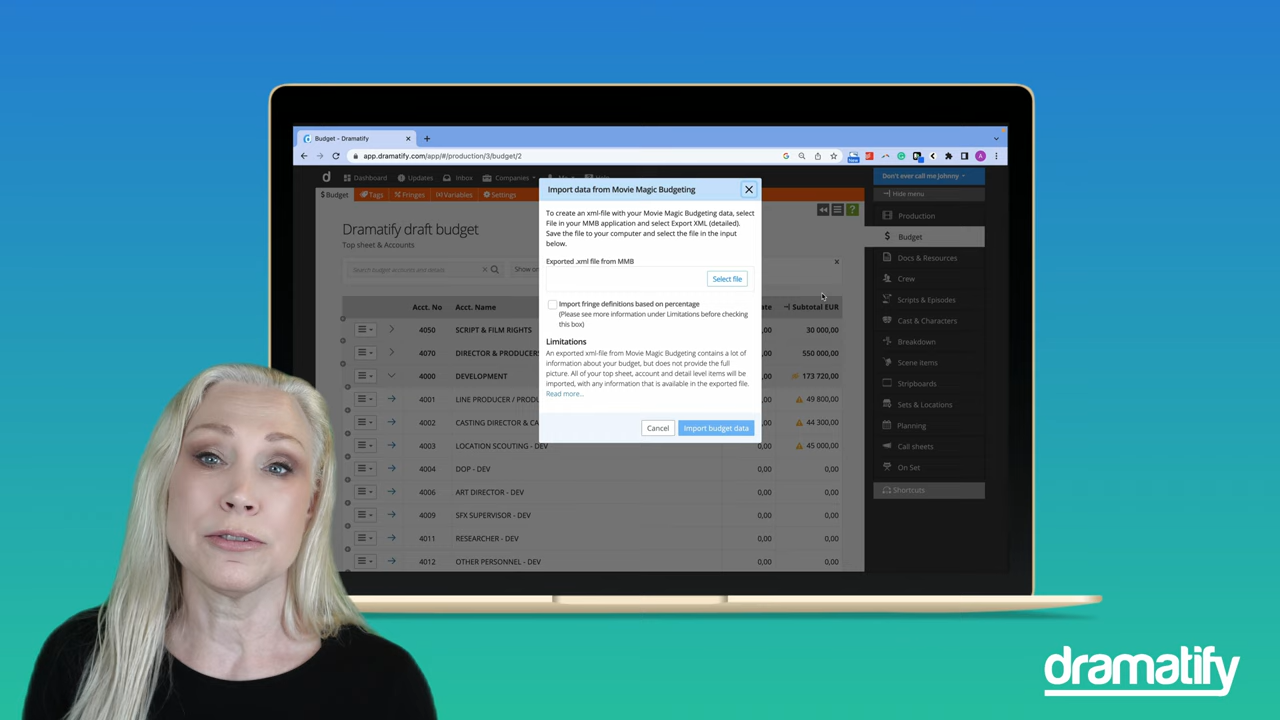 Budget - Dramatify
app.dramatify.com/app/#/production/3/budget/2
New
A
d Dashboard Updates Inbox Companies
Don't ever call me Johnny
Hide menu
$ Budget Tags Fringes Variables Settings
Dramatify draft budget
Top sheet & Accounts
Search budget accounts and details
Show
Acct. No Acct. Name Subtotal EUR
4050 SCRIPT & FILM RIGHTS 30 000,00
4070 DIRECTOR & PRODUCER 550 000,00
4000 DEVELOPMENT 173 720,00
4001 LINE PRODUCER / 49 800,00
4002 CASTING DIRECTOR & 44 300,00
4003 LOCATION SCOUTING - DEV 45 000,00
4004 DOP - DEV 0,00 0,00
4006 ART DIRECTOR - DEV 0,00 0,00
4009 SFX SUPERVISOR - DEV 0,00 0,00
4011 RESEARCHER - DEV 0,00 0,00
4012 OTHER PERSONNEL - DEV 0,00 0,00
Import data from Movie Magic Budgeting
To create an xml-file with your Movie Magic Budgeting data, select
File in your MMB application and select Export XML (detailed).
Save the file to your computer and select the file in the input
below.
Exported .xml file from MMB
Select file
Import fringe definitions based on percentage
(Please see more information under Limitations before checking
this box)
Limitations
An exported xml-file from Movie Magic Budgeting contains a lot of
information about your budget, but does not provide the full
picture. All of your top sheet, account and detail level items will be
imported, with any information that is available in the exported file.
Read more...
Cancel Import budget data
Production
$ Budget
Docs & Resources
Crew
Scripts & Episodes
Cast & Characters
Breakdown
Scene items
Stripboards
Sets & Locations
Planning
Call sheets
On Set
Shortcuts
dramatify